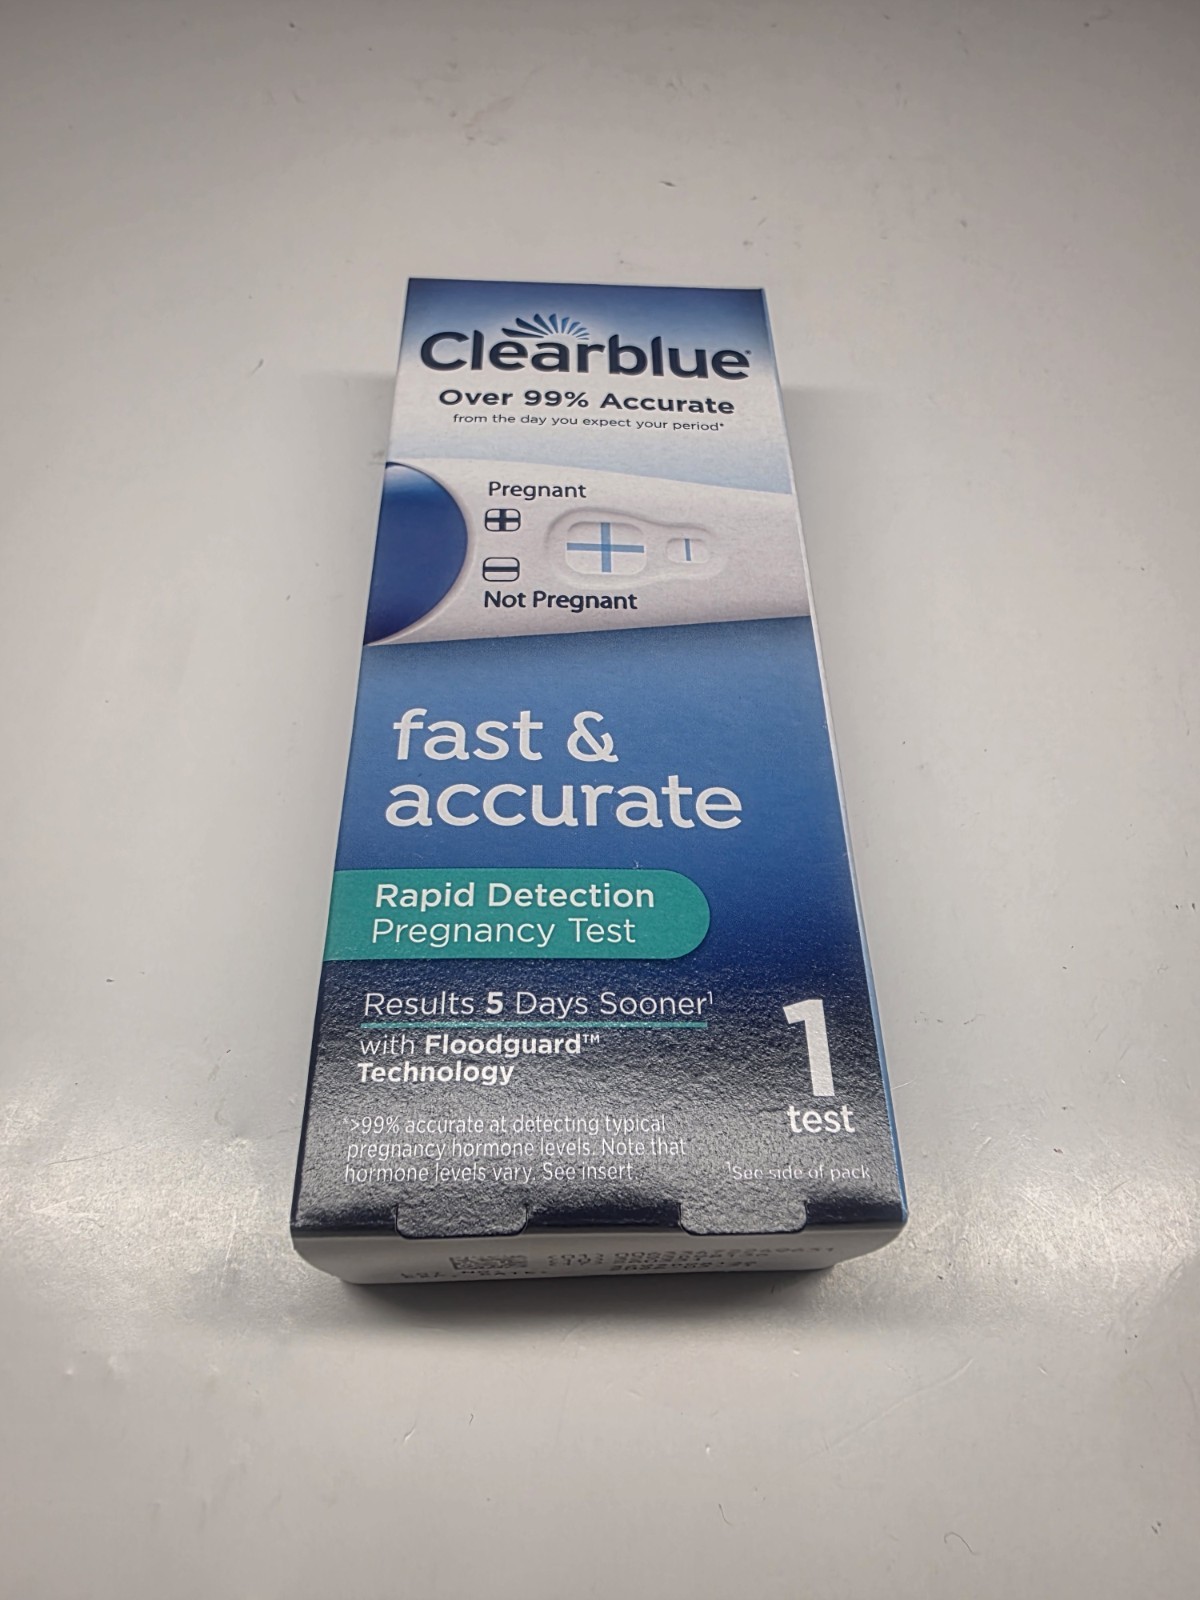 Clearblue®
Over 99% Accurate
from the day you expect your period*
Pregnant
Not Pregnant
fast &
accurate
Rapid Detection
Pregnancy Test
Results 5 Days Sooner¹
with Floodguard™
Technology
1
test
*>99% accurate at detecting typical
pregnancy hormone levels. Note that
hormone levels vary. See insert.
¹See side of pack